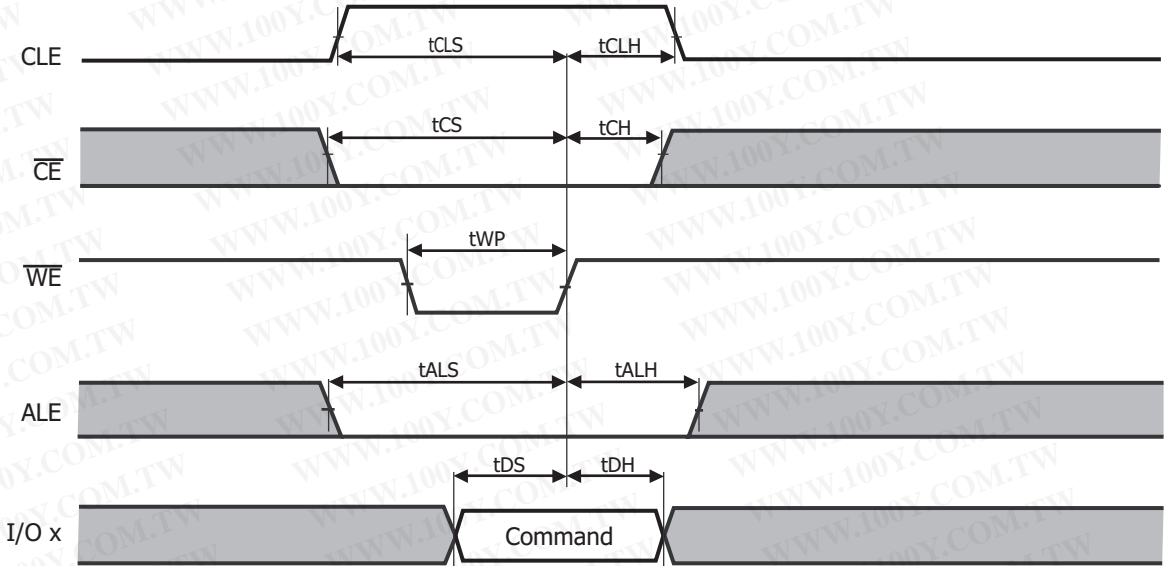 CLE
tCLS
tCLH
CE
tCS
tCH
WE
tWP
ALE
tALS
tALH
I/O x
tDS
tDH
Command
WWW.100Y.COM.TW